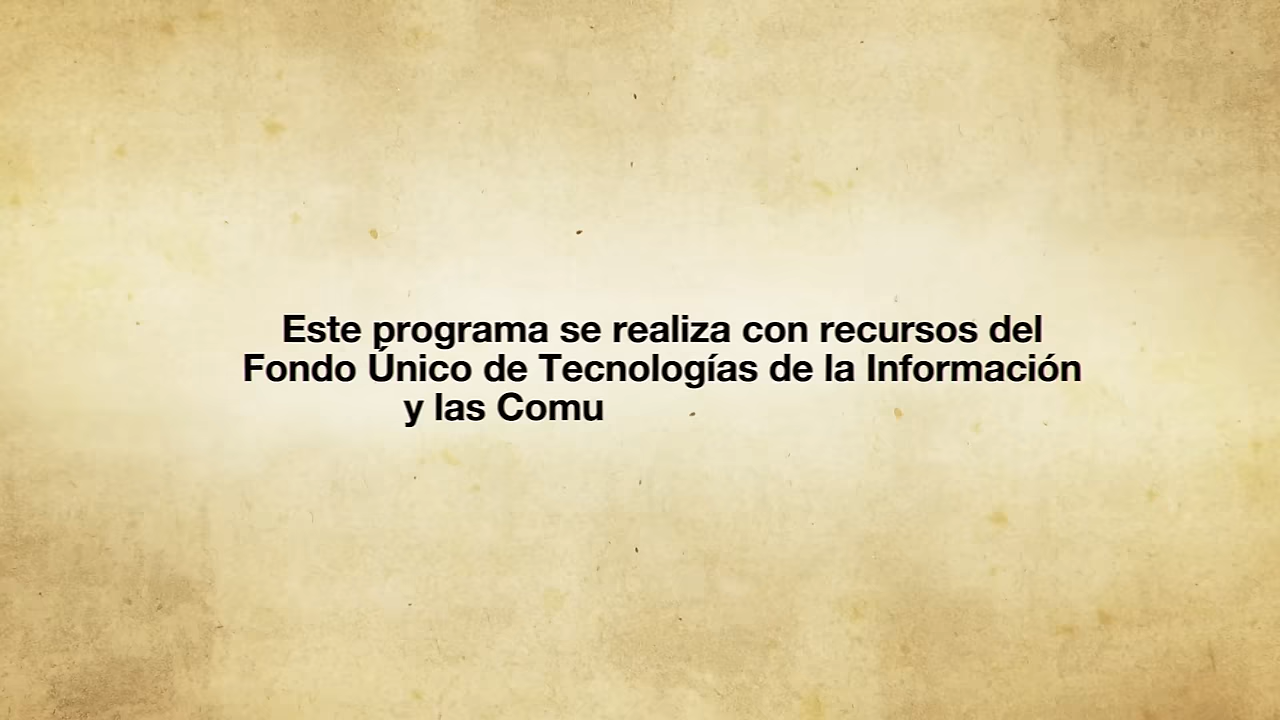 Este programa se realiza con recursos del
Fondo Único de Tecnologías de la Información
y las Comu